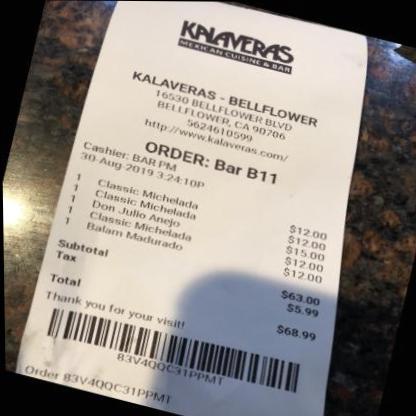 KALAVERAS
MEXICAN CUISINE & BAR
KALAVERAS - BELLFLOWER
16530 BELLFLOWER BLVD
BELLFLOWER, CA 90706
5624610599
http://www.kalaveras.com/
ORDER: Bar B11
Cashier: BAR PM
30-Aug-2019 3:24:10P
1 Classic Michelada $12.00
1 Classic Michelada $12.00
1 Don Julio Anejo $15.00
1 Classic Michelada $12.00
1 Balam Madurado $12.00
Subtotal $63.00
Tax $5.99
Total $68.99
Thank you for your visit!
83V4QQC31PPMT
Order 83V4QQC31PPMT